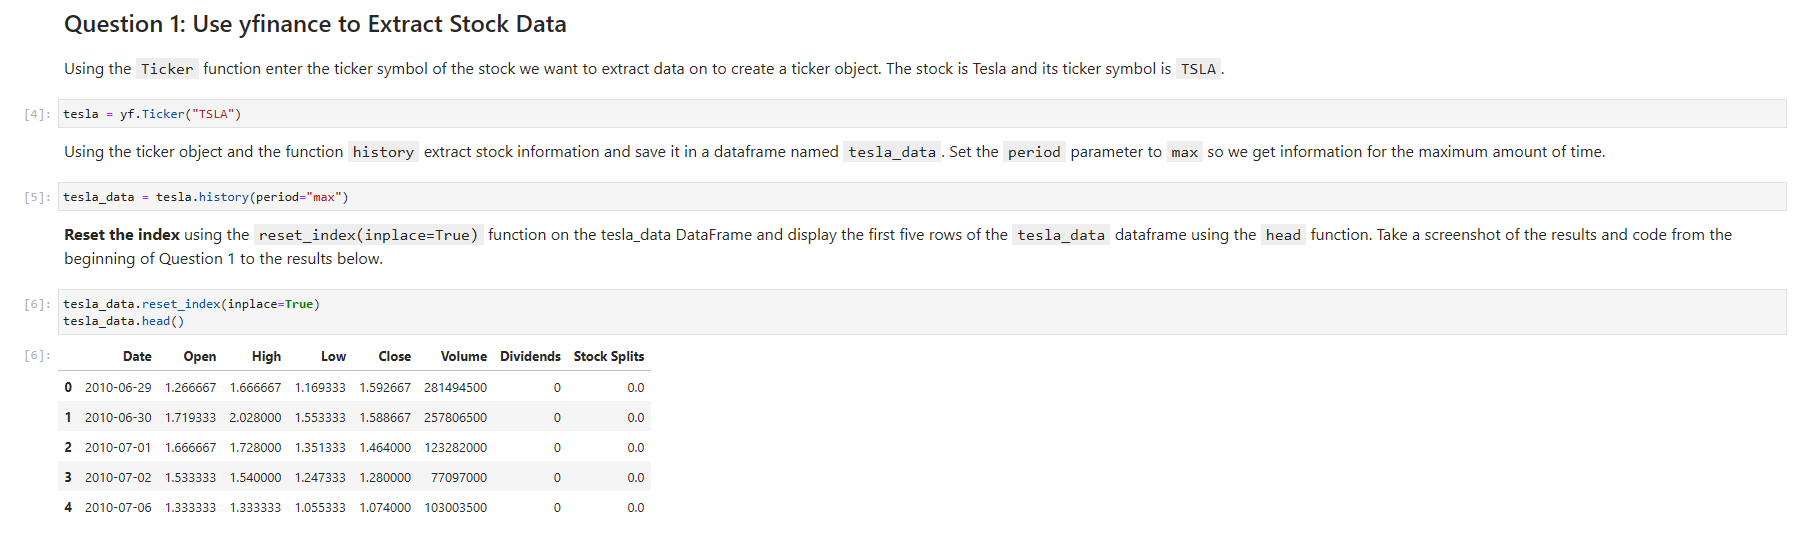 Question 1: Use yfinance to Extract Stock Data
Using the Ticker function enter the ticker symbol of the stock we want to extract data on to create a ticker object. The stock is Tesla and its ticker symbol is TSLA.
[4]: tesla = yf.Ticker("TSLA")
Using the ticker object and the function history extract stock information and save it in a dataframe named tesla_data. Set the period parameter to max so we get information for the maximum amount of time.
[5]: tesla_data = tesla.history(period="max")
Reset the index using the reset_index(inplace=True) function on the tesla_data DataFrame and display the first five rows of the tesla_data dataframe using the head function. Take a screenshot of the results and code from the
beginning of Question 1 to the results below.
[6]: tesla_data.reset_index(inplace=True)
tesla_data.head()
[6]: Date Open High Low Close Volume Dividends Stock Splits
0 2010-06-29 1.266667 1.666667 1.169333 1.592667 281494500 0 0.0
1 2010-06-30 1.719333 2.028000 1.553333 1.588667 257806500 0 0.0
2 2010-07-01 1.666667 1.728000 1.351333 1.464000 123282000 0 0.0
3 2010-07-02 1.533333 1.540000 1.247333 1.280000 77097000 0 0.0
4 2010-07-06 1.333333 1.333333 1.055333 1.074000 103003500 0 0.0